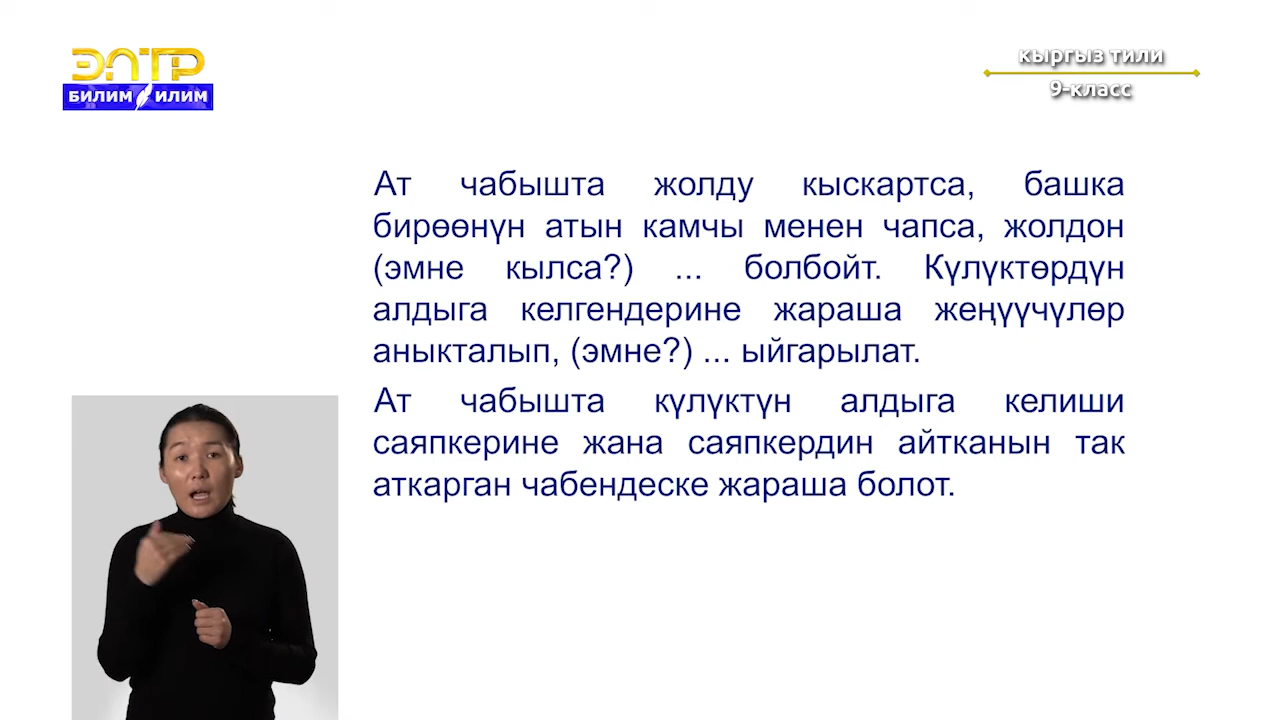 ЭЛТР
БИЛИМ ИЛИМ
кыргыз тили
9-класс
Ат чабышта жолду кыскартса, башка
бирөөнүн атын камчы менен чапса, жолдон
(эмне кылса?) ... болбойт. Күлүктөрдүн
алдыга келгендерине жараша жеңүүчүлөр
аныкталып, (эмне?) ... ыйгарылат.
Ат чабышта күлүктүн алдыга келиши
саяпкерине жана саяпкердин айтканын так
аткарган чабендеске жараша болот.